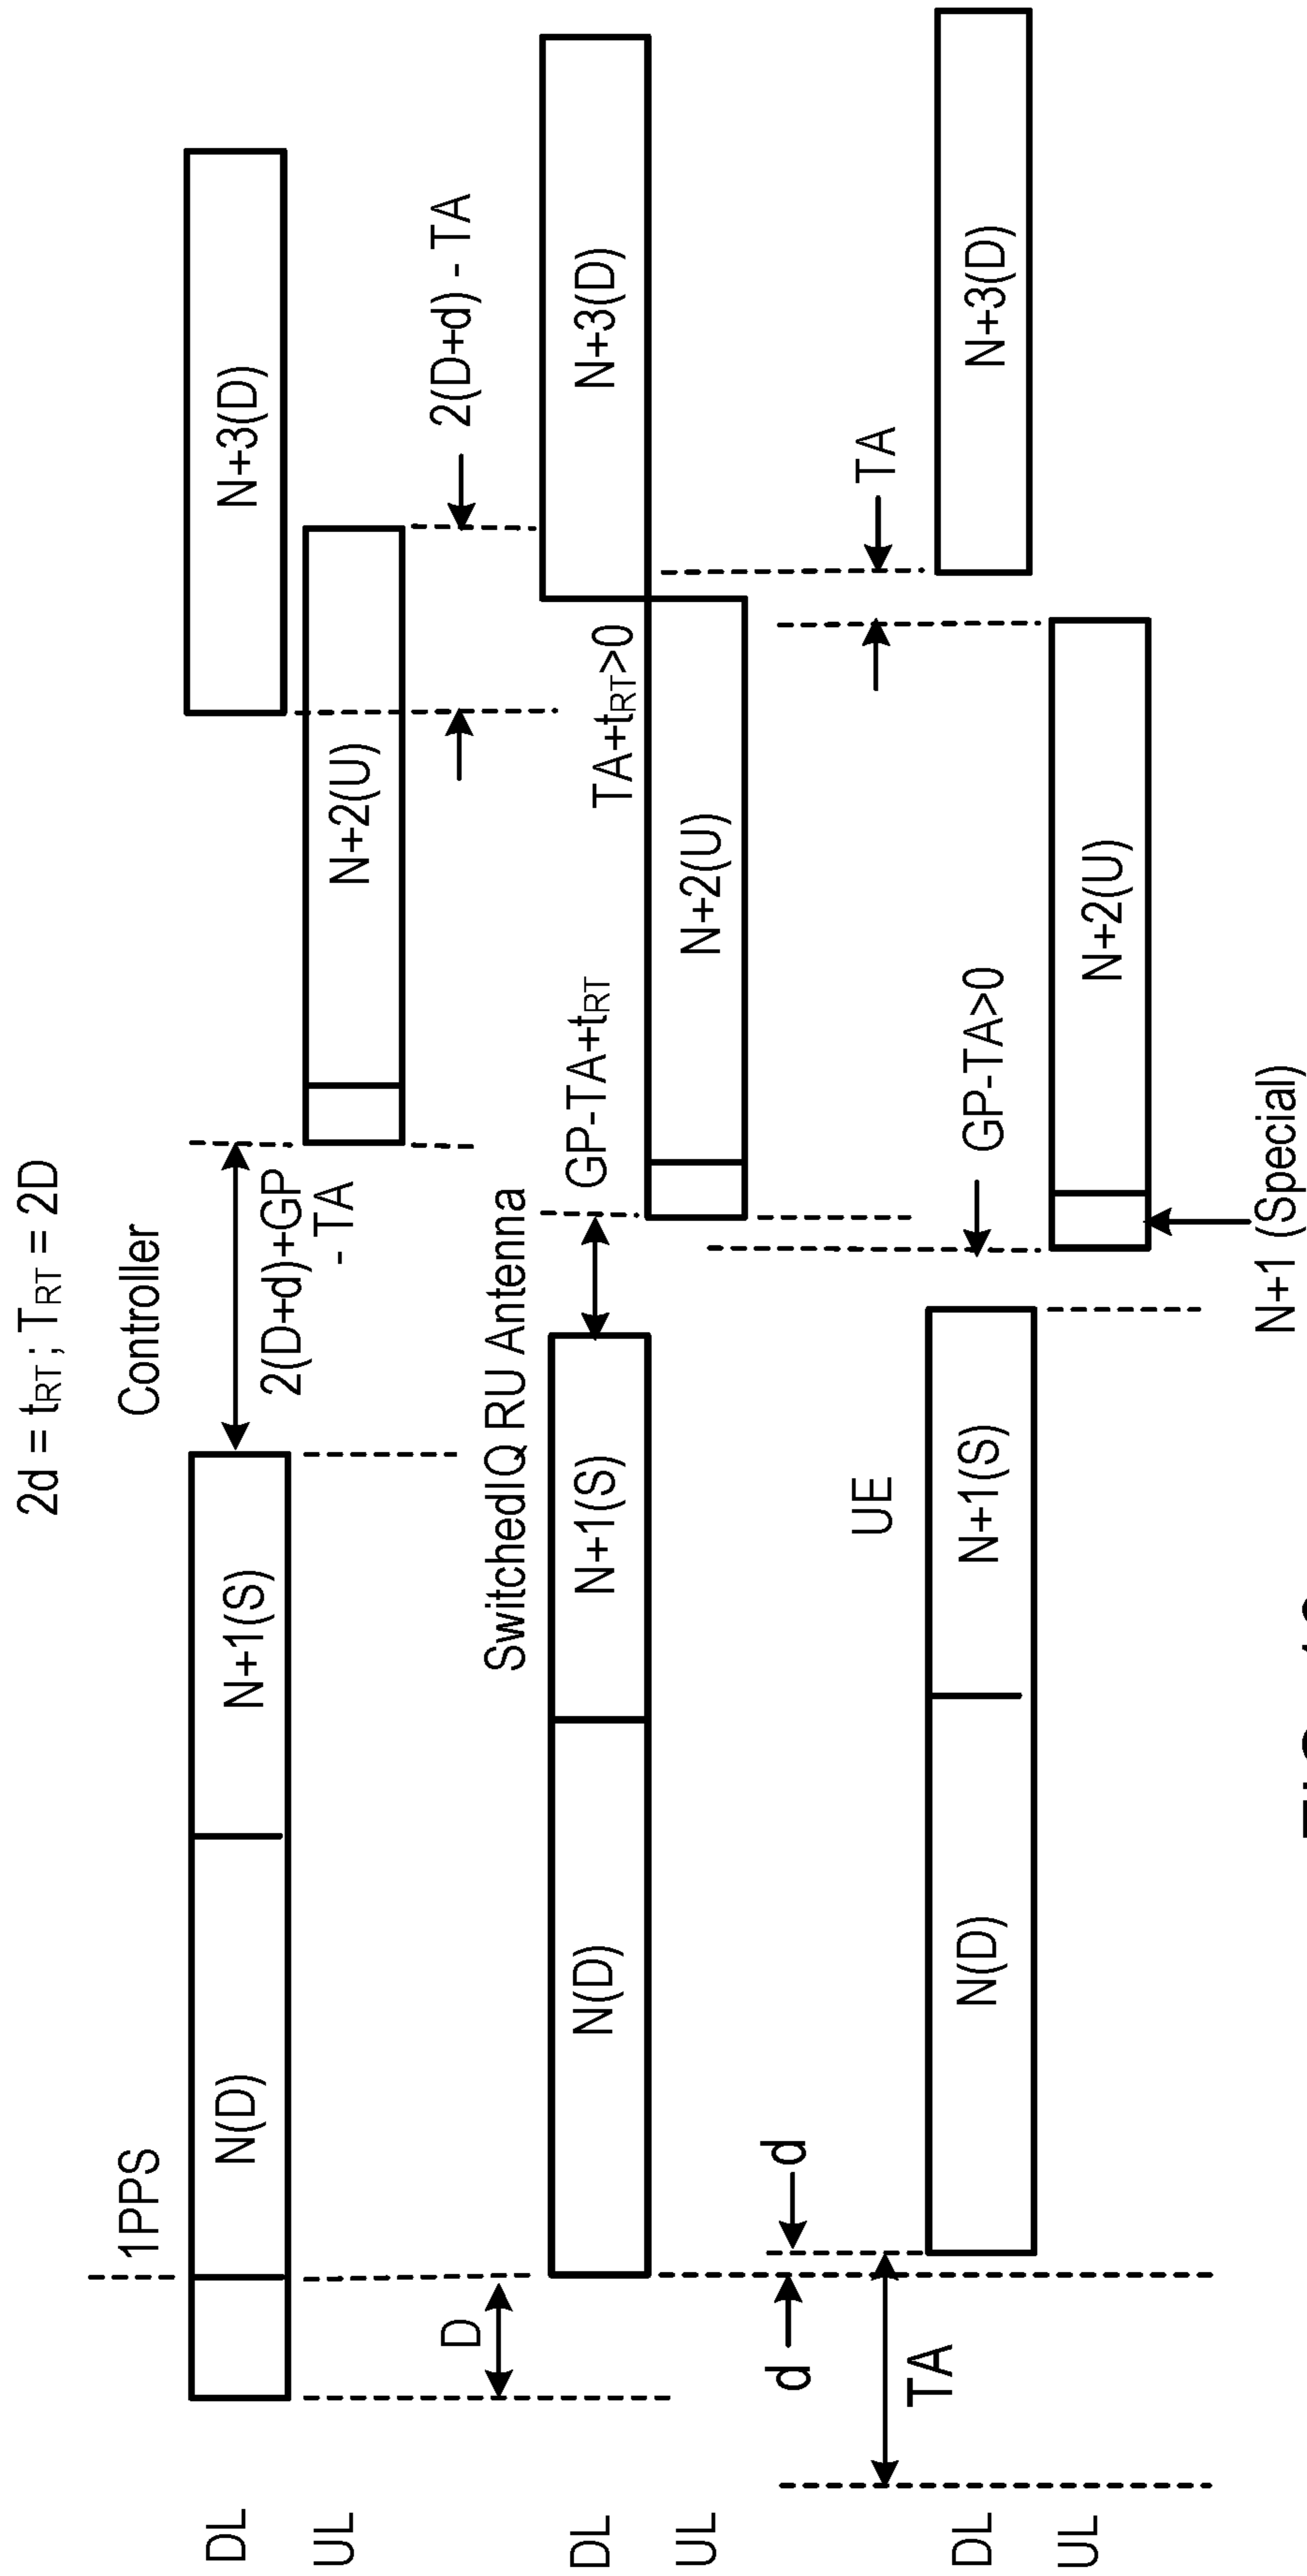 2d = tRT ; TRT = 2D
Controller
1PPS
DL
N(D)
N+1(S)
2(D+d)+GP
- TA
N+3(D)
UL
N+2(U)
D
2(D+d) - TA
SwitchedIQ RU Antenna
DL
N(D)
N+1(S)
GP-TA+tRT
TA+tRT>0
N+3(D)
UL
N+2(U)
d
d
TA
UE
TA
DL
N(D)
N+1(S)
GP-TA>0
N+3(D)
UL
N+2(U)
N+1 (Special)